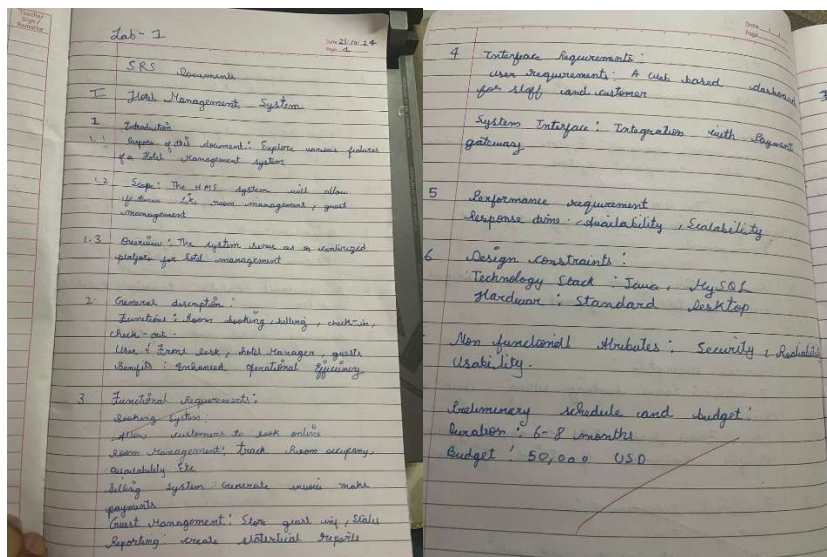 Teacher
Sign /
Remarks
Lab - 1
Date 21/10/24
Page 1
SRS Documents
I Hotel Management System
1 Introduction
1.1 Purpose of this document: Explore various features
of a Hotel management system
1.2 Scope: The HMS system will allow
features like room management, guest
management
1.3 Overview: The system serve as a centralized
platform for hotel management
2. General description:
Functions: Room booking, billing, check-in,
check-out.
User: Front desk, hotel manager, guests
Benefits: enhanced operational efficiency
3 Functional Requirements:
Booking System:
Allow customers to book online
Room Management: Track Room occupancy,
availability etc
Billing system: Generate invoice make
payments
Guest Management: Store guest info,
Reporting: create statistical reports
Date
Page
4 Interface Requirements:
user requirements: A web based dashboard
for staff and customer
System Interface: Integration with Payment
gateway
5 Performance requirement
Response time: Availability, Scalability
6 Design constraints:
Technology Stack: Java, MySQL
Hardware: Standard Desktop
Non functional Attributes: Security, Reliability
Usability.
Preliminary schedule and budget:
Duration: 6-8 months
Budget: 50,000 USD